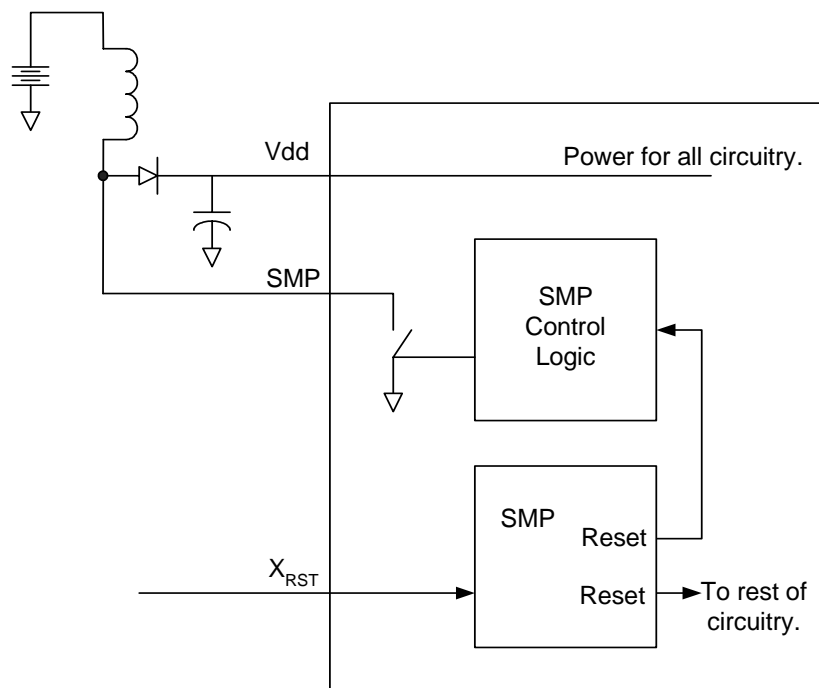 Vdd
Power for all circuitry.
SMP
SMP
Control
Logic
SMP
Reset
XRST
Reset
To rest of
circuitry.